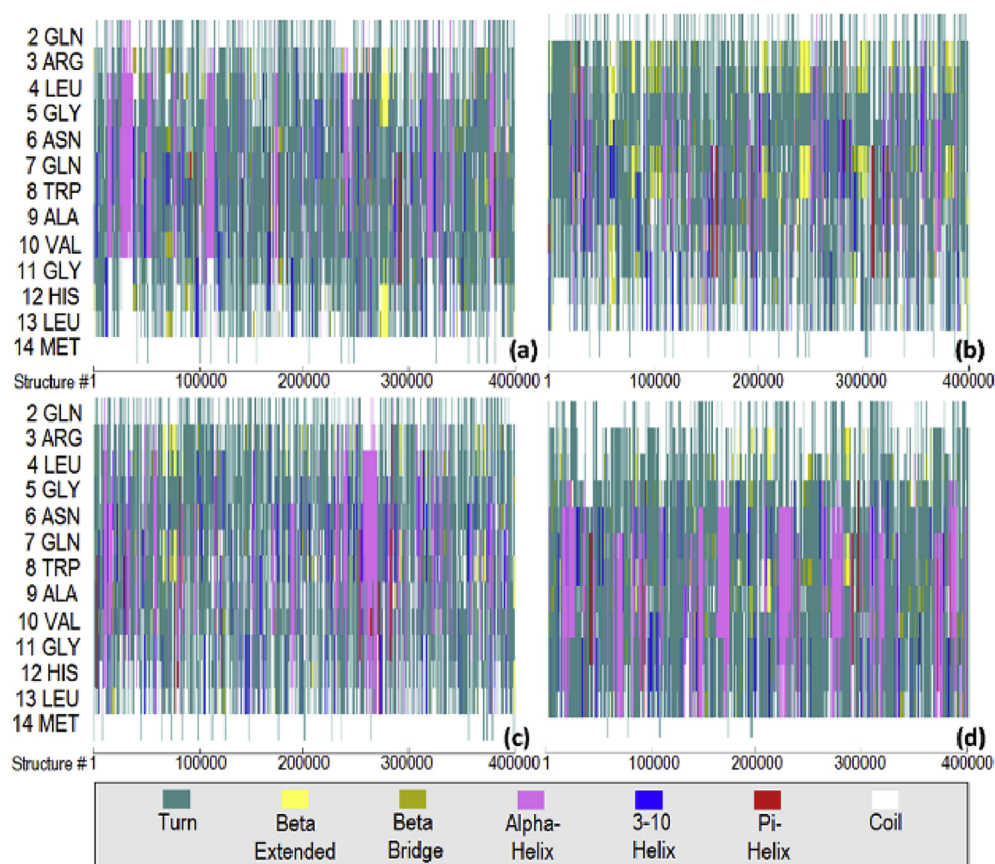 2 GLN
3 ARG
4 LEU
5 GLY
6 ASN
7 GLN
8 TRP
9 ALA
10 VAL
11 GLY
12 HIS
13 LEU
14 MET
(a) (b)
Structure # 1 100000 200000 300000 400000 1 100000 200000 300000 400000
2 GLN
3 ARG
4 LEU
5 GLY
6 ASN
7 GLN
8 TRP
9 ALA
10 VAL
11 GLY
12 HIS
13 LEU
14 MET
(c) (d)
Structure # 1 100000 200000 300000 400000 1 100000 200000 300000 400000
Turn Beta Beta Alpha- 3-10 Pi- Coil
Extended Bridge Helix Helix Helix